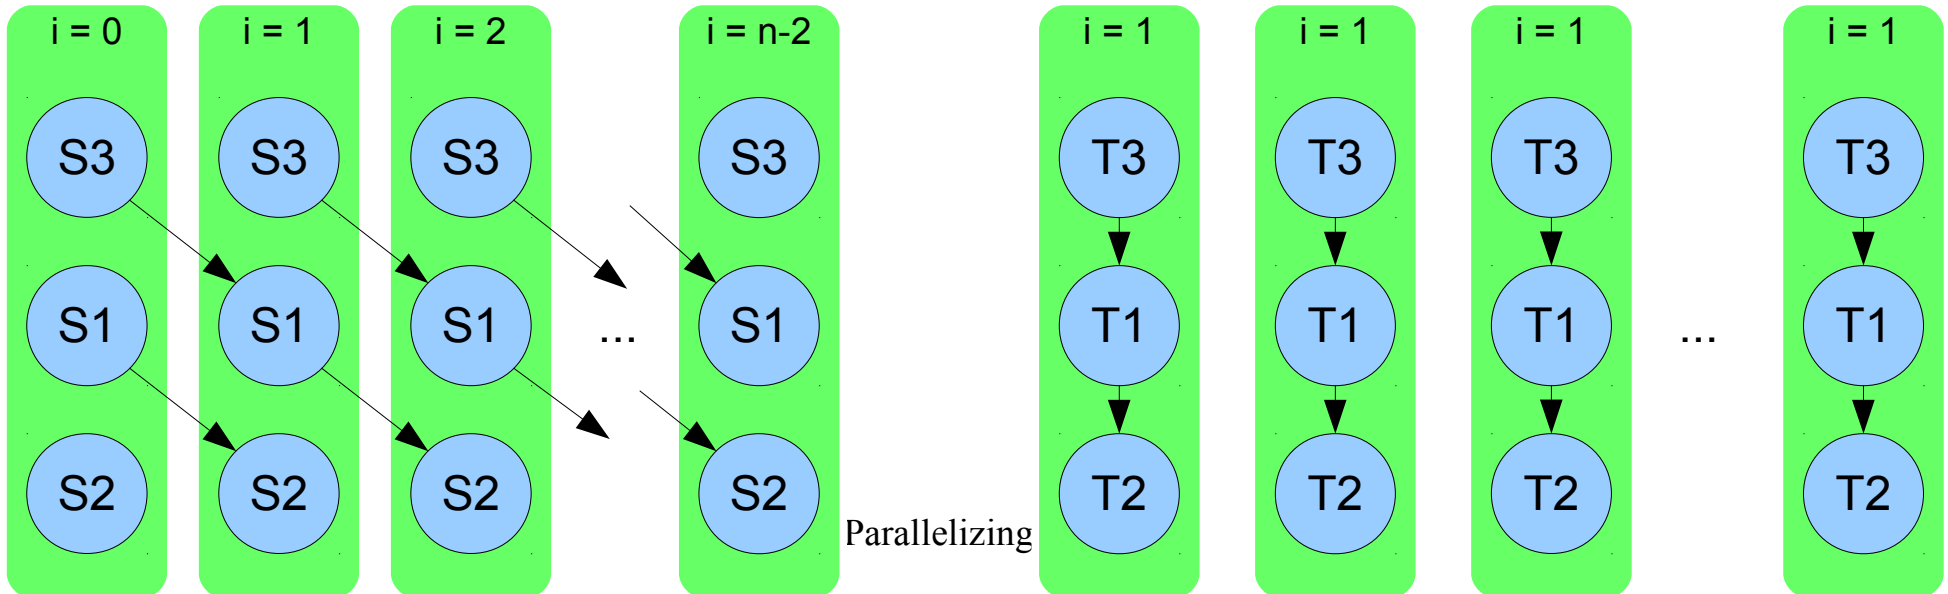 i = 0 i = 1 i = 2 i = n-2 i = 1 i = 1 i = 1 i = 1
S3 S3 S3 S3 T3 T3 T3 T3
S1 S1 S1 ... S1 T1 T1 T1 ... T1
S2 S2 S2 S2 T2 T2 T2 T2
Parallelizing